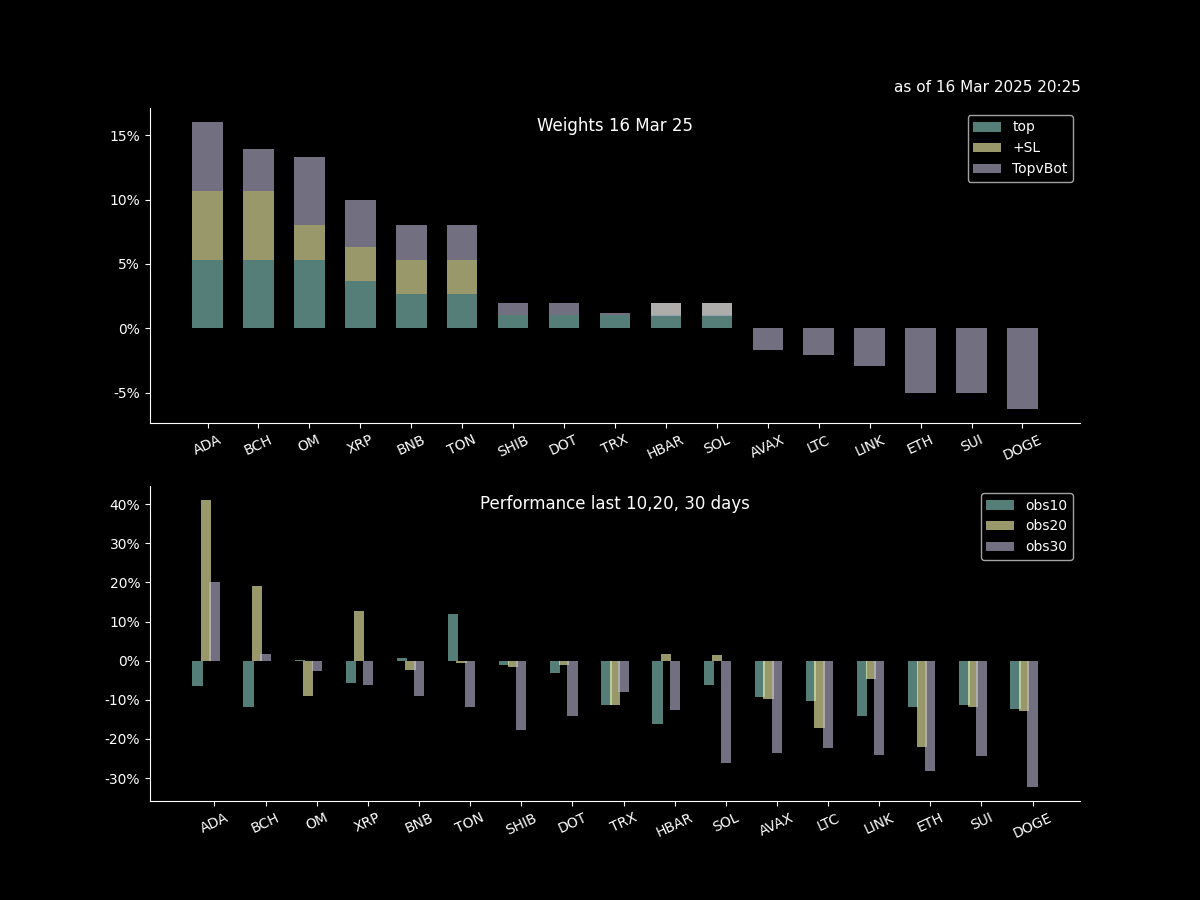 as of 16 Mar 2025 20:25
Weights 16 Mar 25
top
+SL
TopvBot
15%
10%
5%
0%
-5%
ADA BCH OM XRP BNB TON SHIB DOT TRX HBAR SOL AVAX LTC LINK ETH SUI DOGE
Performance last 10,20, 30 days
obs10
obs20
obs30
40%
30%
20%
10%
0%
-10%
-20%
-30%
ADA BCH OM XRP BNB TON SHIB DOT TRX HBAR SOL AVAX LTC LINK ETH SUI DOGE